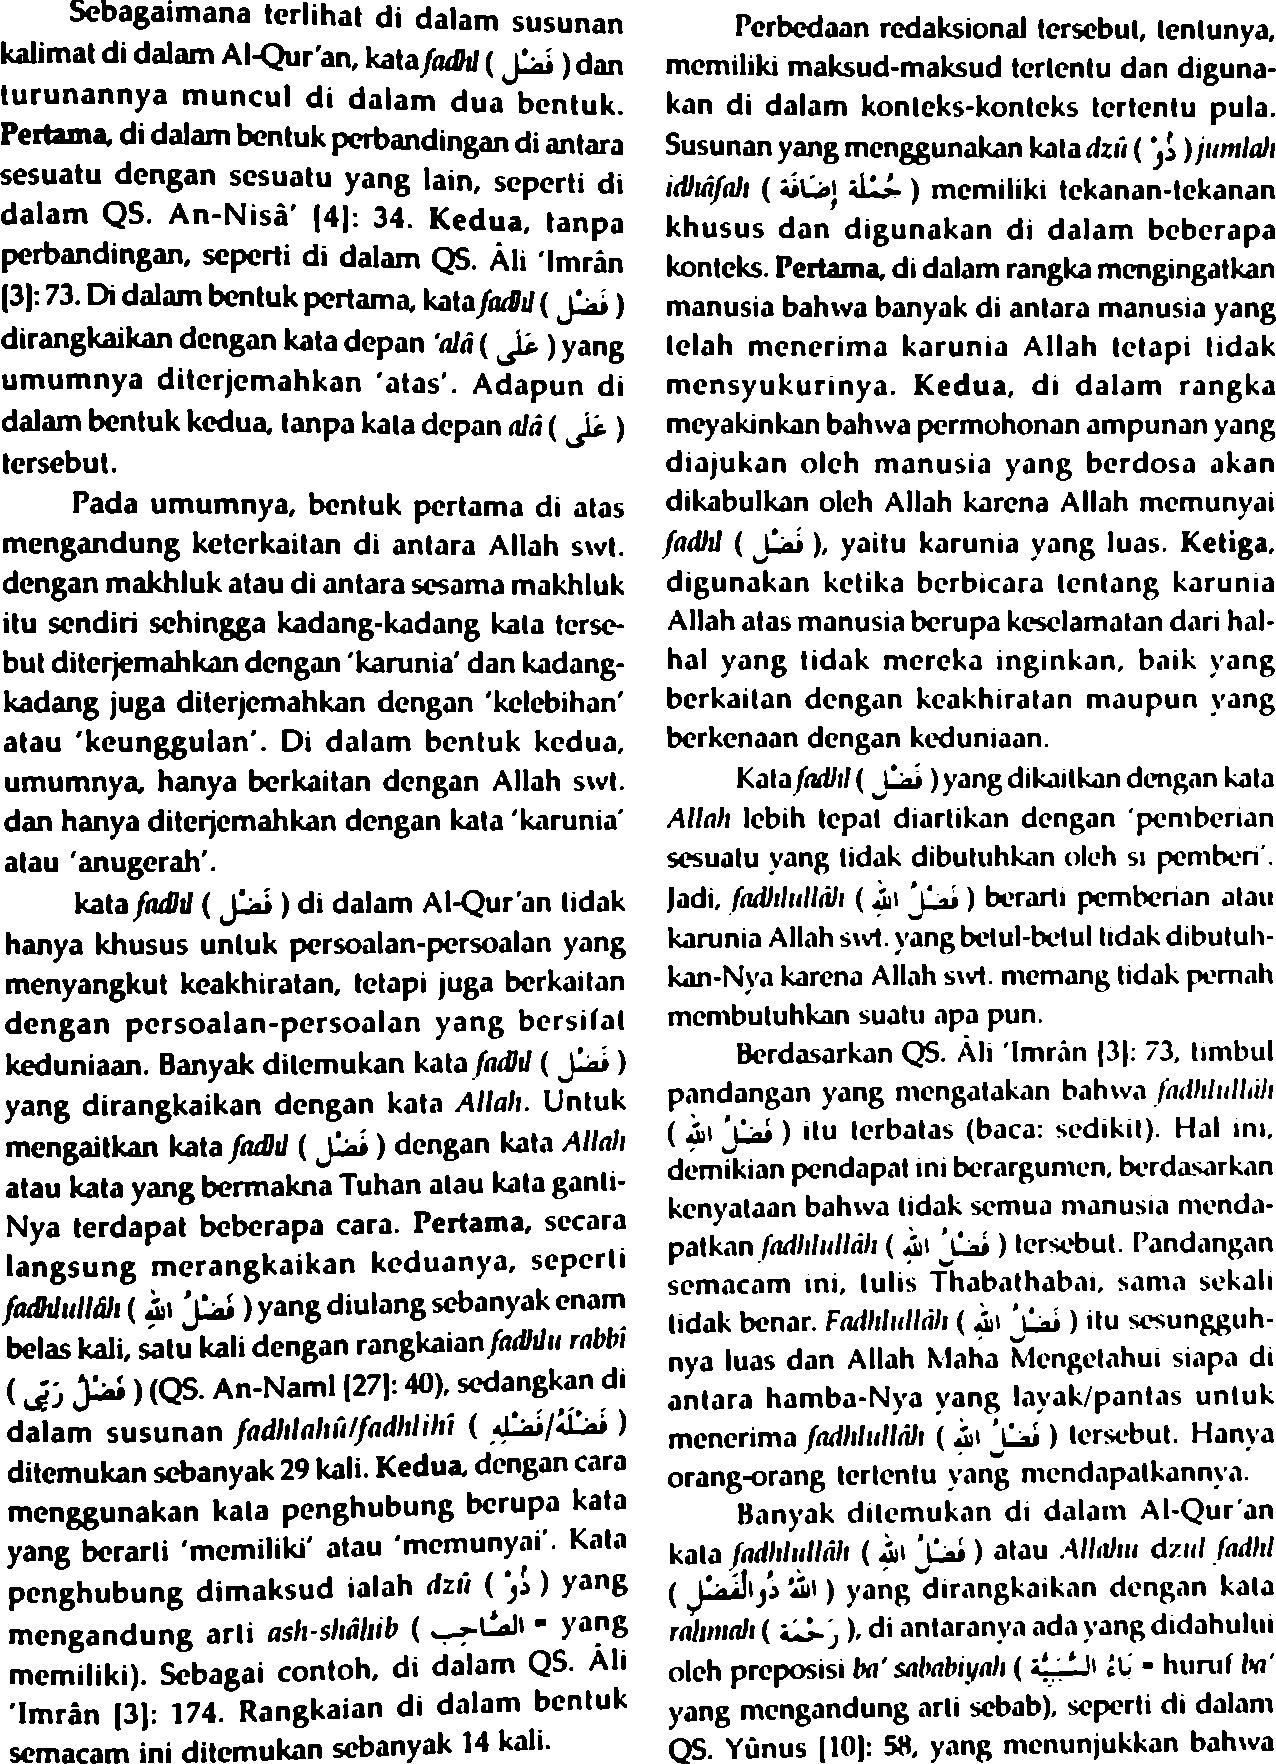 Sebagaimana terlihat di dalam susunan
kalimat di dalam Al-Qur'an, kata fadhl ( فَضْل ) dan
turunannya muncul di dalam dua bentuk.
Pertama, di dalam bentuk perbandingan di antara
sesuatu dengan sesuatu yang lain, seperti di
dalam QS. An-Nisâ' [4]: 34. Kedua, tanpa
perbandingan, seperti di dalam QS. Âli 'Imrân
[3]: 73. Di dalam bentuk pertama, kata fadhl ( فَضْل )
dirangkaikan dengan kata depan 'alâ ( عَلَى ) yang
umumnya diterjemahkan 'atas'. Adapun di
dalam bentuk kedua, tanpa kata depan alâ ( عَلَى )
tersebut.
Pada umumnya, bentuk pertama di atas
mengandung keterkaitan di antara Allah swt.
dengan makhluk atau di antara sesama makhluk
itu sendiri sehingga kadang-kadang kata terse-
but diterjemahkan dengan 'karunia' dan kadang-
kadang juga diterjemahkan dengan 'kelebihan'
atau 'keunggulan'. Di dalam bentuk kedua,
umumnya, hanya berkaitan dengan Allah swt.
dan hanya diterjemahkan dengan kata 'karunia'
atau 'anugerah'.
kata fadhl ( فَضْل ) di dalam Al-Qur'an tidak
hanya khusus untuk persoalan-persoalan yang
menyangkut keakhiratan, tetapi juga berkaitan
dengan persoalan-persoalan yang bersifat
keduniaan. Banyak ditemukan kata fadhl ( فَضْل )
yang dirangkaikan dengan kata Allah. Untuk
mengaitkan kata fadhl ( فَضْل ) dengan kata Allah
atau kata yang bermakna Tuhan atau kata ganti-
Nya terdapat beberapa cara. Pertama, secara
langsung merangkaikan keduanya, seperti
fadhlullâh ( فَضْلُ اللهِ ) yang diulang sebanyak enam
belas kali, satu kali dengan rangkaian fadhlu rabbî
( فَضْلُ رَبِّي ) (QS. An-Naml [27]: 40), sedangkan di
dalam susunan fadhlahû/fadhlihî ( فَضْلَهُ/فَضْلِهِ )
ditemukan sebanyak 29 kali. Kedua, dengan cara
menggunakan kata penghubung berupa kata
yang berarti 'memiliki' atau 'memunyai'. Kata
penghubung dimaksud ialah dzû ( ذُوْ ) yang
mengandung arti ash-shâhib ( الصَّاحِب = yang
memiliki). Sebagai contoh, di dalam QS. Âli
'Imrân [3]: 174. Rangkaian di dalam bentuk
semacam ini ditemukan sebanyak 14 kali.
Perbedaan redaksional tersebut, tentunya,
memiliki maksud-maksud tertentu dan diguna-
kan di dalam konteks-konteks tertentu pula.
Susunan yang menggunakan kata dzû ( ذُوْ ) jumlah
idhâfah ( جُمْلَة إِضَافَة ) memiliki tekanan-tekanan
khusus dan digunakan di dalam beberapa
konteks. Pertama, di dalam rangka mengingatkan
manusia bahwa banyak di antara manusia yang
telah menerima karunia Allah tetapi tidak
mensyukurinya. Kedua, di dalam rangka
meyakinkan bahwa permohonan ampunan yang
diajukan oleh manusia yang berdosa akan
dikabulkan oleh Allah karena Allah memunyai
fadhl ( فَضْل ), yaitu karunia yang luas. Ketiga,
digunakan ketika berbicara tentang karunia
Allah atas manusia berupa keselamatan dari hal-
hal yang tidak mereka inginkan, baik yang
berkaitan dengan keakhiratan maupun yang
berkenaan dengan keduniaan.
Kata fadhl ( فَضْل ) yang dikaitkan dengan kata
Allah lebih tepat diartikan dengan 'pemberian
sesuatu yang tidak dibutuhkan oleh si pemberi'.
Jadi, fadhlullâh ( فَضْلُ اللهِ ) berarti pemberian atau
karunia Allah swt. yang betul-betul tidak dibutuh-
kan-Nya karena Allah swt. memang tidak pernah
membutuhkan suatu apa pun.
Berdasarkan QS. Âli 'Imrân [3]: 73, timbul
pandangan yang mengatakan bahwa fadhlullâh
( فَضْلُ اللهِ ) itu terbatas (baca: sedikit). Hal ini,
demikian pendapat ini berargumen, berdasarkan
kenyataan bahwa tidak semua manusia menda-
patkan fadhlullâh ( فَضْلُ اللهِ ) tersebut. Pandangan
semacam ini, tulis Thabathabai, sama sekali
tidak benar. Fadhlullâh ( فَضْلُ اللهِ ) itu sesungguh-
nya luas dan Allah Maha Mengetahui siapa di
antara hamba-Nya yang layak/pantas untuk
menerima fadhlullâh ( فَضْلُ اللهِ ) tersebut. Hanya
orang-orang tertentu yang mendapatkannya.
Banyak ditemukan di dalam Al-Qur'an
kata fadhlullâh ( فَضْلُ اللهِ ) atau Allahu dzul fadhl
( اللهُ ذُوالْفَضْل ) yang dirangkaikan dengan kata
rahmah ( رَحْمَة ), di antaranya ada yang didahului
oleh preposisi ba' sababiyah ( بَاءُ السَّبَبِيَّة = huruf ba'
yang mengandung arti sebab), seperti di dalam
QS. Yûnus [10]: 58, yang menunjukkan bahwa